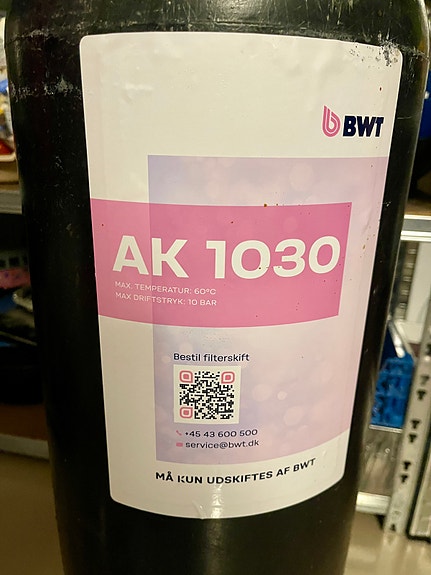 BWT
AK 1030
MAX. TEMPERATUR: 60°C
MAX DRIFTSTRYK: 10 BAR
Bestil filterskift
+45 43 600 500
service@bwt.dk
MÅ KUN UDSKIFTES AF BWT